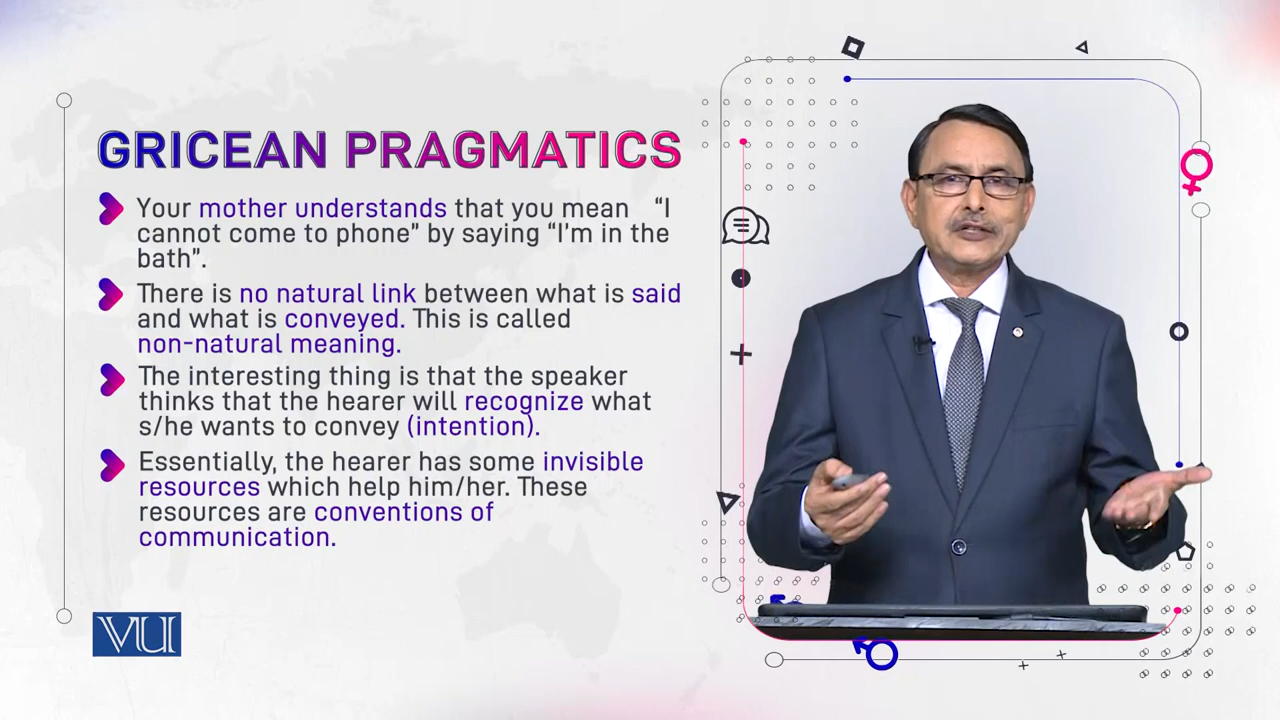 GRICEAN PRAGMATICS
Your mother understands that you mean “I
cannot come to phone” by saying “I’m in the
bath”.
There is no natural link between what is said
and what is conveyed. This is called
non-natural meaning.
The interesting thing is that the speaker
thinks that the hearer will recognize what
s/he wants to convey (intention).
Essentially, the hearer has some invisible
resources which help him/her. These
resources are conventions of
communication.
VU